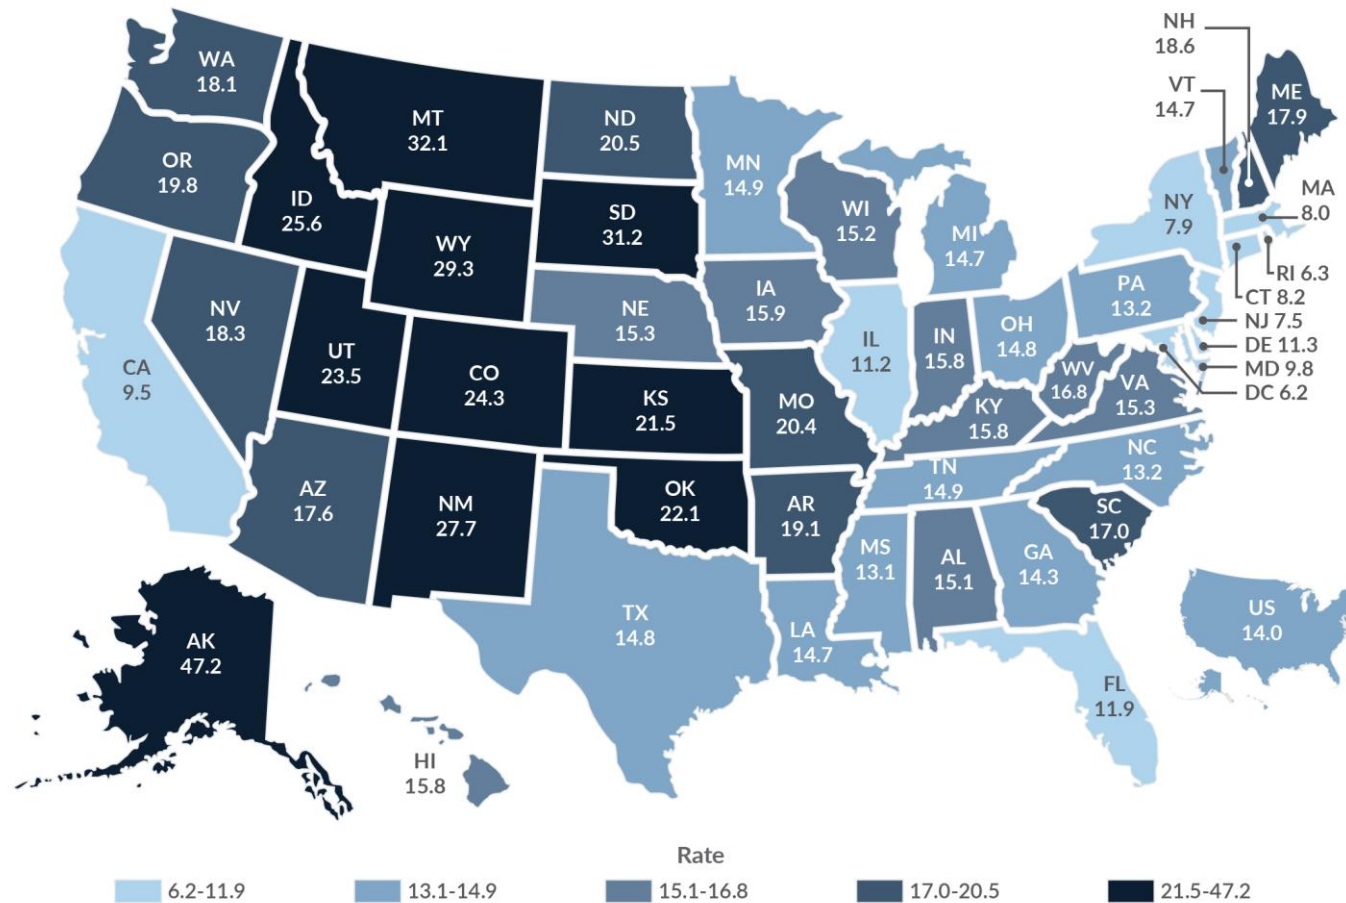 NH
18.6
VT
14.7
ME
17.9
WA
18.1
MT
32.1
ND
20.5
MN
14.9
OR
19.8
ID
25.6
WY
29.3
SD
31.2
WI
15.2
MI
14.7
NY
7.9
MA
8.0
RI 6.3
CT 8.2
NJ 7.5
DE 11.3
MD 9.8
DC 6.2
NV
18.3
UT
23.5
CO
24.3
NE
15.3
IA
15.9
IL
11.2
IN
15.8
OH
14.8
PA
13.2
WV
16.8
VA
15.3
CA
9.5
KS
21.5
MO
20.4
KY
15.8
NC
13.2
TN
14.9
AZ
17.6
NM
27.7
OK
22.1
AR
19.1
SC
17.0
MS
13.1
AL
15.1
GA
14.3
TX
14.8
LA
14.7
FL
11.9
US
14.0
AK
47.2
HI
15.8
Rate
6.2-11.9
13.1-14.9
15.1-16.8
17.0-20.5
21.5-47.2